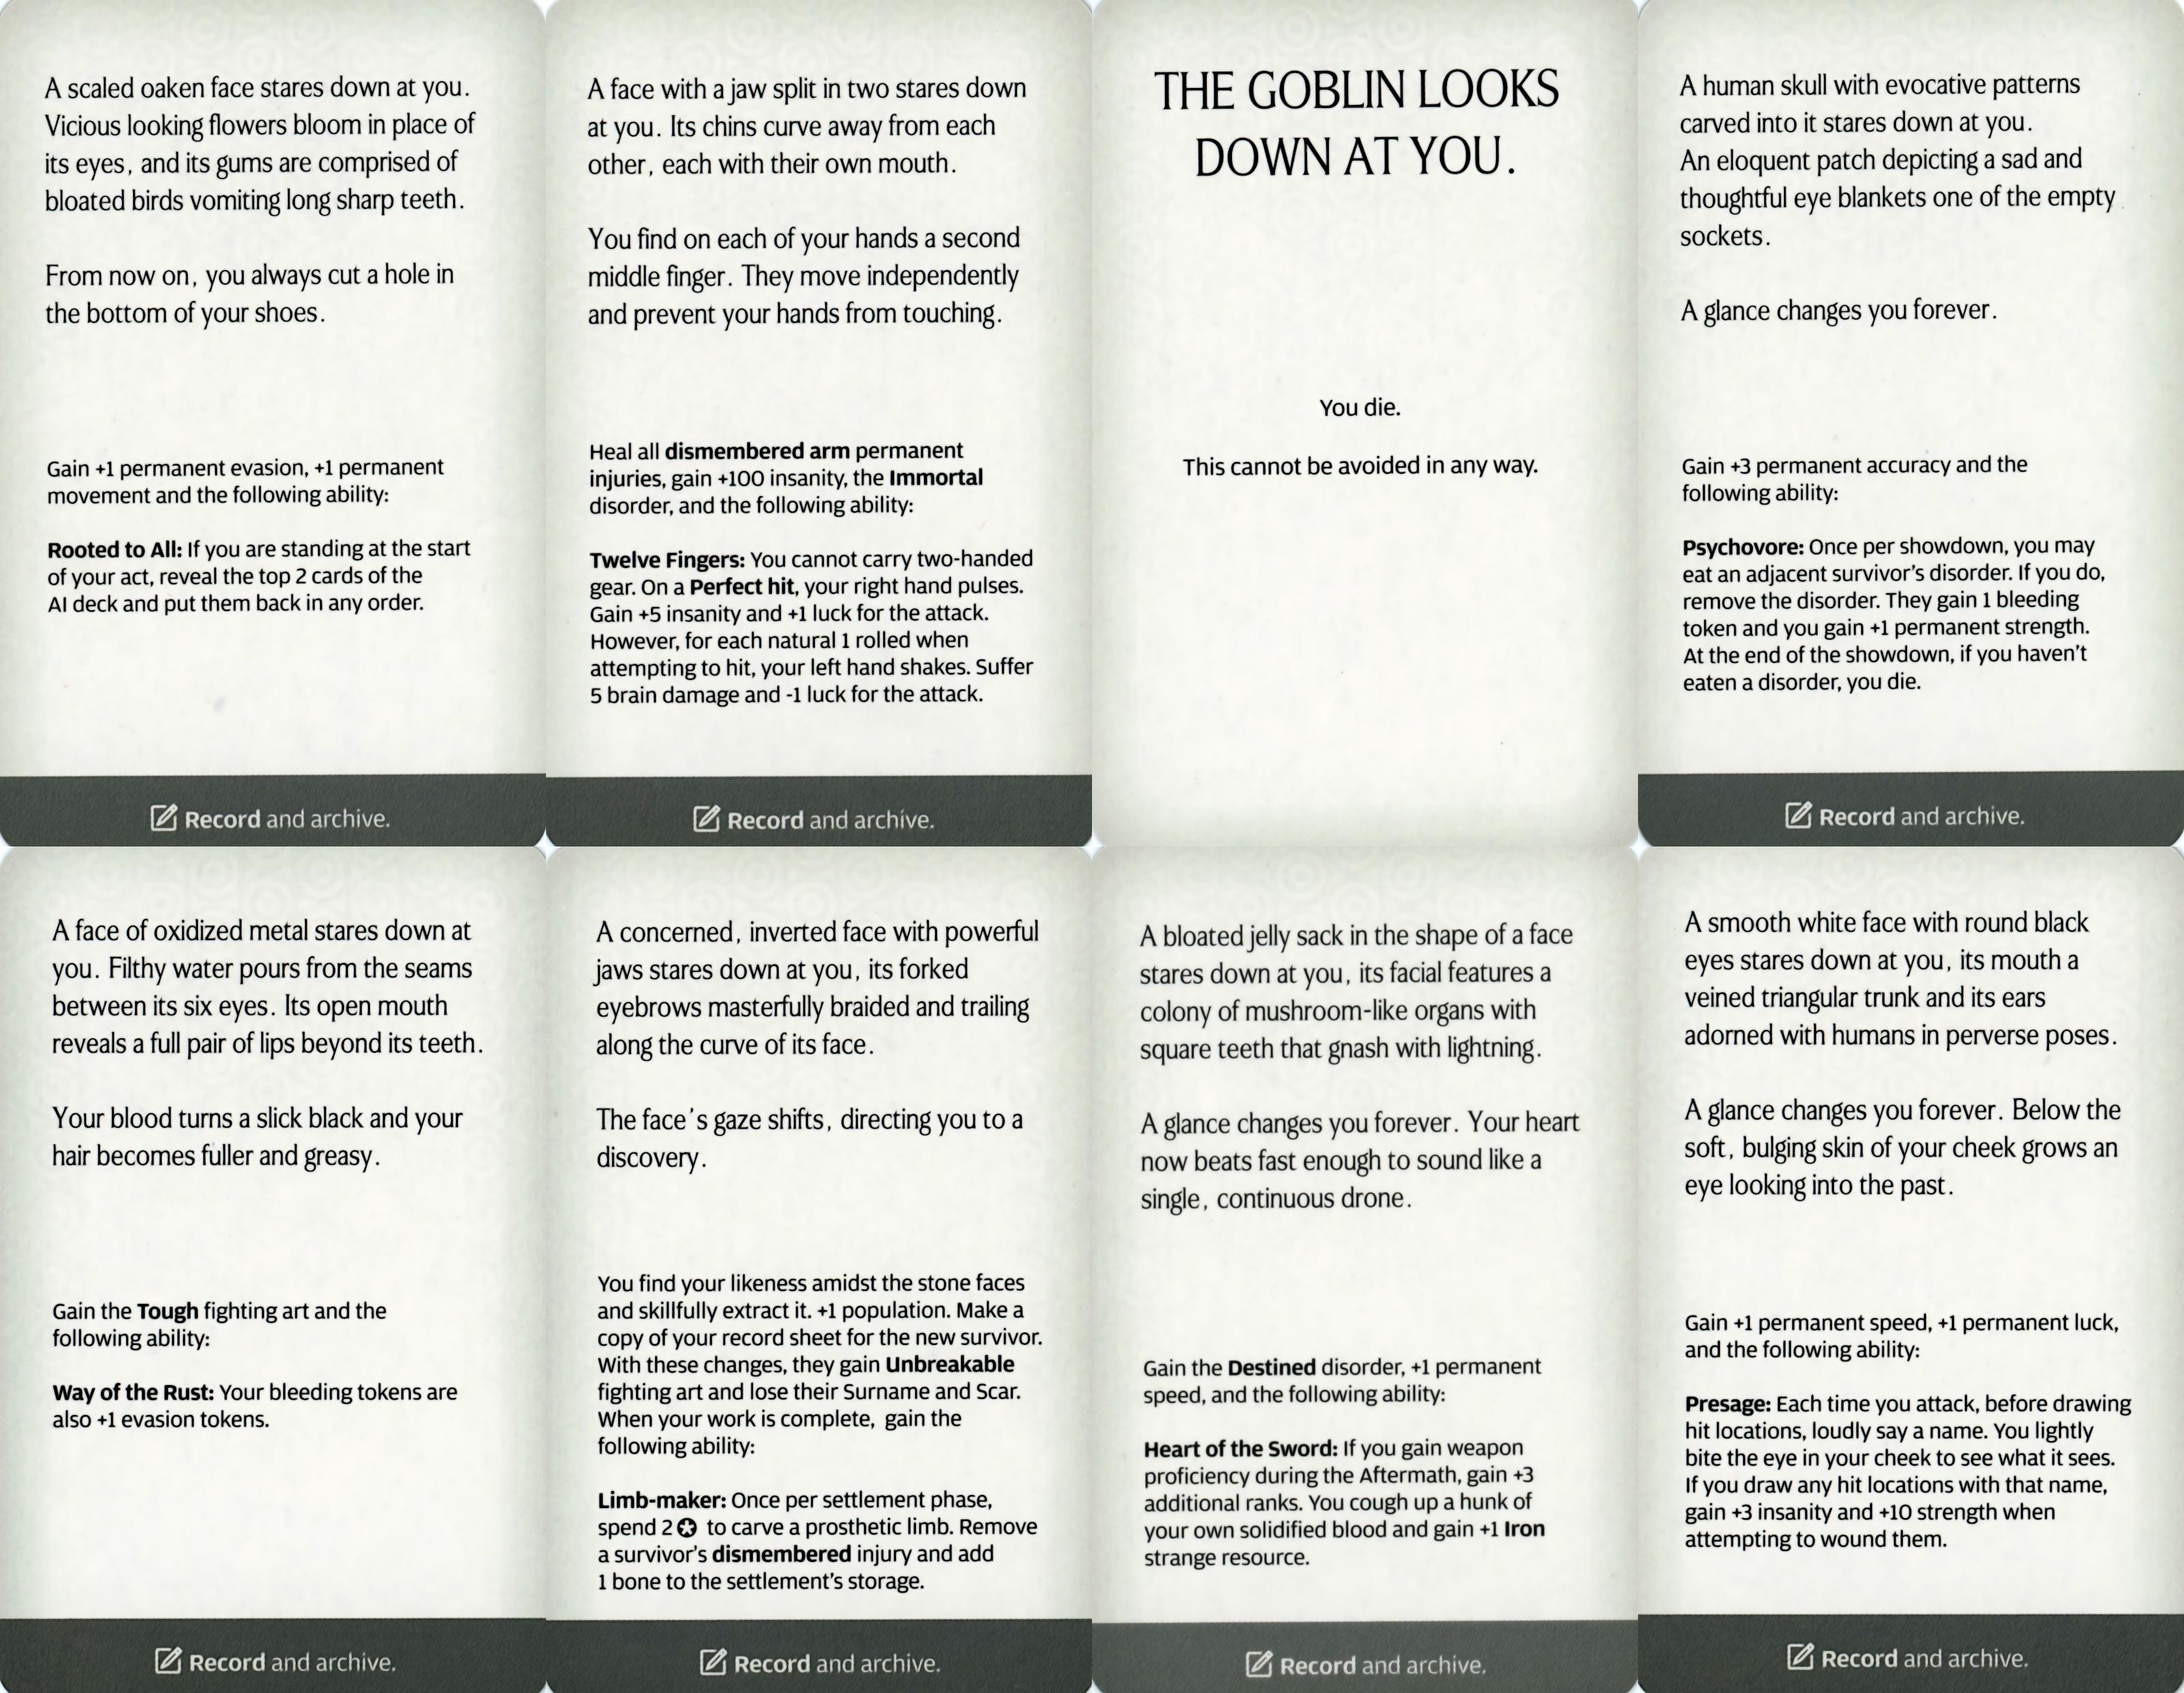 A scaled oaken face stares down at you.
Vicious looking flowers bloom in place of
its eyes, and its gums are comprised of
bloated birds vomiting long sharp teeth.
From now on, you always cut a hole in
the bottom of your shoes.
Gain +1 permanent evasion, +1 permanent
movement and the following ability:
Rooted to All: If you are standing at the start
of your act, reveal the top 2 cards of the
AI deck and put them back in any order.
Record and archive.
A face with a jaw split in two stares down
at you. Its chins curve away from each
other, each with their own mouth.
You find on each of your hands a second
middle finger. They move independently
and prevent your hands from touching.
Heal all dismembered arm permanent
injuries, gain +100 insanity, the Immortal
disorder, and the following ability:
Twelve Fingers: You cannot carry two-handed
gear. On a Perfect hit, your right hand pulses.
Gain +5 insanity and +1 luck for the attack.
However, for each natural 1 rolled when
attempting to hit, your left hand shakes. Suffer
5 brain damage and -1 luck for the attack.
Record and archive.
THE GOBLIN LOOKS
DOWN AT YOU.
You die.
This cannot be avoided in any way.
A human skull with evocative patterns
carved into it stares down at you.
An eloquent patch depicting a sad and
thoughtful eye blankets one of the empty
sockets.
A glance changes you forever.
Gain +3 permanent accuracy and the
following ability:
Psychovore: Once per showdown, you may
eat an adjacent survivor's disorder. If you do,
remove the disorder. They gain 1 bleeding
token and you gain +1 permanent strength.
At the end of the showdown, if you haven't
eaten a disorder, you die.
Record and archive.
A face of oxidized metal stares down at
you. Filthy water pours from the seams
between its six eyes. Its open mouth
reveals a full pair of lips beyond its teeth.
Your blood turns a slick black and your
hair becomes fuller and greasy.
Gain the Tough fighting art and the
following ability:
Way of the Rust: Your bleeding tokens are
also +1 evasion tokens.
Record and archive.
A concerned, inverted face with powerful
jaws stares down at you, its forked
eyebrows masterfully braided and trailing
along the curve of its face.
The face's gaze shifts, directing you to a
discovery.
You find your likeness amidst the stone faces
and skillfully extract it. +1 population. Make a
copy of your record sheet for the new survivor.
With these changes, they gain Unbreakable
fighting art and lose their Surname and Scar.
When your work is complete, gain the
following ability:
Limb-maker: Once per settlement phase,
spend 2 to carve a prosthetic limb. Remove
a survivor's dismembered injury and add
1 bone to the settlement's storage.
Record and archive.
A bloated jelly sack in the shape of a face
stares down at you, its facial features a
colony of mushroom-like organs with
square teeth that gnash with lightning.
A glance changes you forever. Your heart
now beats fast enough to sound like a
single, continuous drone.
Gain the Destined disorder, +1 permanent
speed, and the following ability:
Heart of the Sword: If you gain weapon
proficiency during the Aftermath, gain +3
additional ranks. You cough up a hunk of
your own solidified blood and gain +1 Iron
strange resource.
Record and archive.
A smooth white face with round black
eyes stares down at you, its mouth a
veined triangular trunk and its ears
adorned with humans in perverse poses.
A glance changes you forever. Below the
soft, bulging skin of your cheek grows an
eye looking into the past.
Gain +1 permanent speed, +1 permanent luck,
and the following ability:
Presage: Each time you attack, before drawing
hit locations, loudly say a name. You lightly
bite the eye in your cheek to see what it sees.
If you draw any hit locations with that name,
gain +3 insanity and +10 strength when
attempting to wound them.
Record and archive.